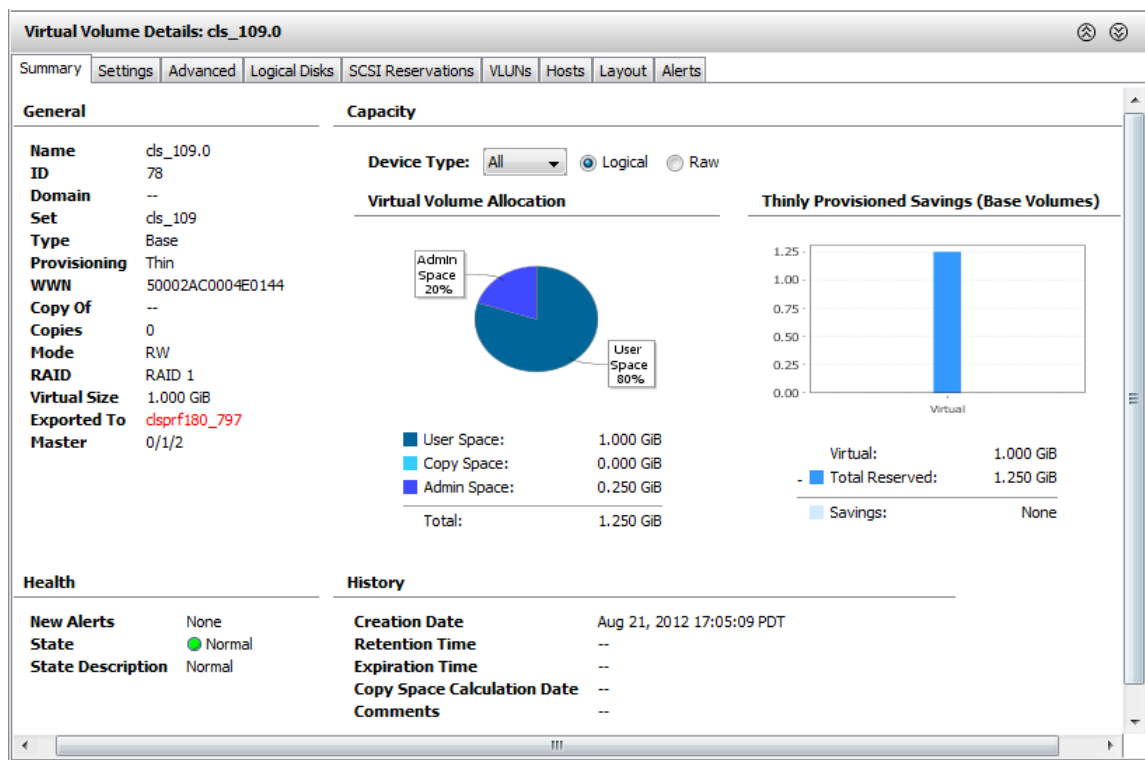 Virtual Volume Details: cls_109.0
Summary Settings Advanced Logical Disks SCSI Reservations VLUNs Hosts Layout Alerts
General
Name cls_109.0
ID 78
Domain --
Set cls_109
Type Base
Provisioning Thin
WWN 50002AC0004E0144
Copy Of --
Copies 0
Mode RW
RAID RAID 1
Virtual Size 1.000 GiB
Exported To clsprf180_797
Master 0/1/2
Capacity
Device Type: All Logical Raw
Virtual Volume Allocation
Admin
Space
20%
User
Space
80%
User Space: 1.000 GiB
Copy Space: 0.000 GiB
Admin Space: 0.250 GiB
Total: 1.250 GiB
Thinly Provisioned Savings (Base Volumes)
1.25
1.00
0.75
0.50
0.25
0.00
Virtual
Virtual: 1.000 GiB
- Total Reserved: 1.250 GiB
Savings: None
Health
New Alerts None
State Normal
State Description Normal
History
Creation Date Aug 21, 2012 17:05:09 PDT
Retention Time --
Expiration Time --
Copy Space Calculation Date --
Comments --